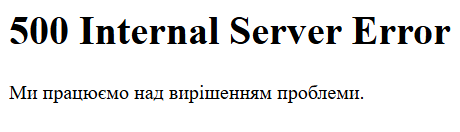 500 Internal Server Error
Ми працюємо над вирішенням проблеми.